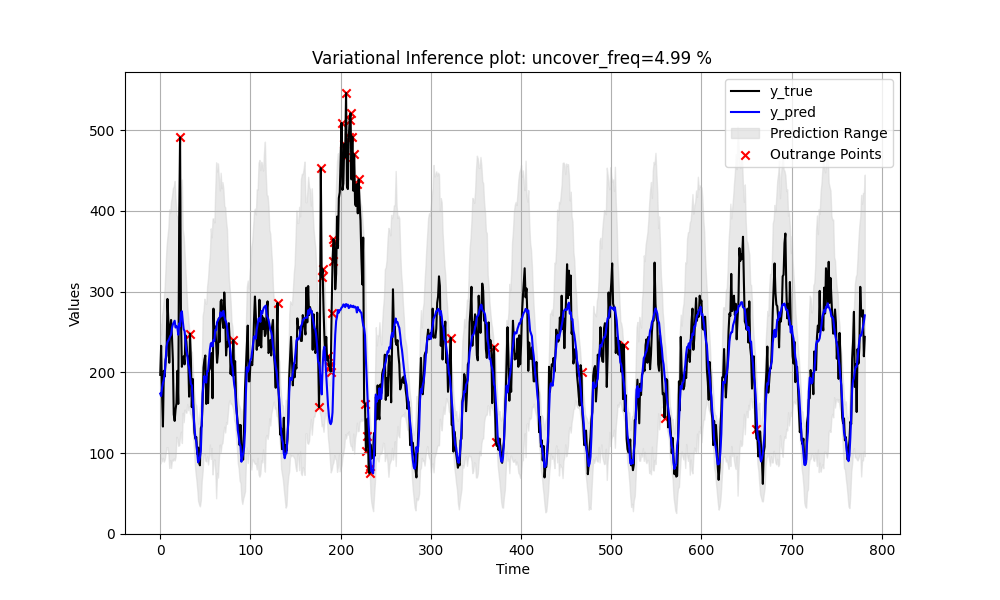 Variational Inference plot: uncover_freq=4.99 %
y_true
y_pred
Prediction Range
Outrange Points
Values
500
400
300
200
100
0
0 100 200 300 400 500 600 700 800
Time